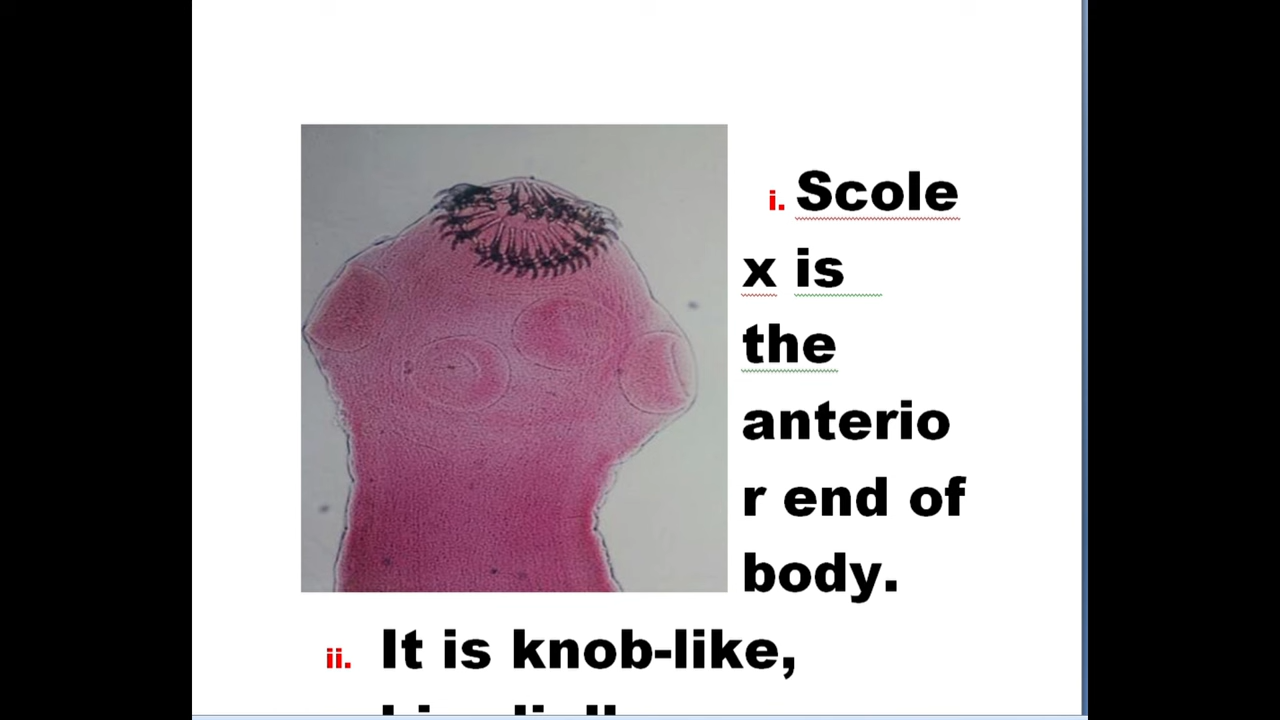 i. Scole
x is
the
anterio
r end of
body.
ii. It is knob-like,